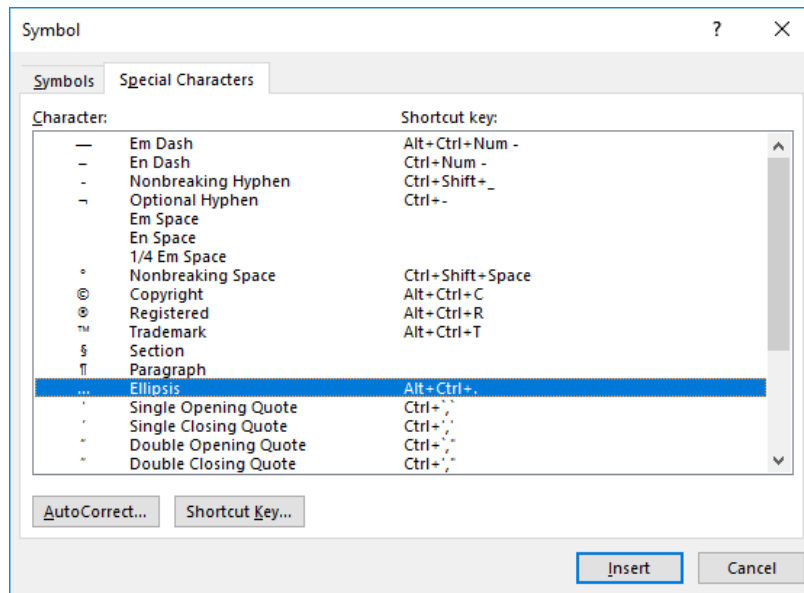 Symbol ? ×
Symbols Special Characters
Character: Shortcut key:
— Em Dash Alt+Ctrl+Num -
– En Dash Ctrl+Num -
- Nonbreaking Hyphen Ctrl+Shift+_
¬ Optional Hyphen Ctrl+-
Em Space
En Space
1/4 Em Space
° Nonbreaking Space Ctrl+Shift+Space
© Copyright Alt+Ctrl+C
® Registered Alt+Ctrl+R
™ Trademark Alt+Ctrl+T
§ Section
¶ Paragraph
… Ellipsis Alt+Ctrl+.
‘ Single Opening Quote Ctrl+`,`
’ Single Closing Quote Ctrl+','
“ Double Opening Quote Ctrl+`,"
” Double Closing Quote Ctrl+',"
AutoCorrect... Shortcut Key...
Insert Cancel